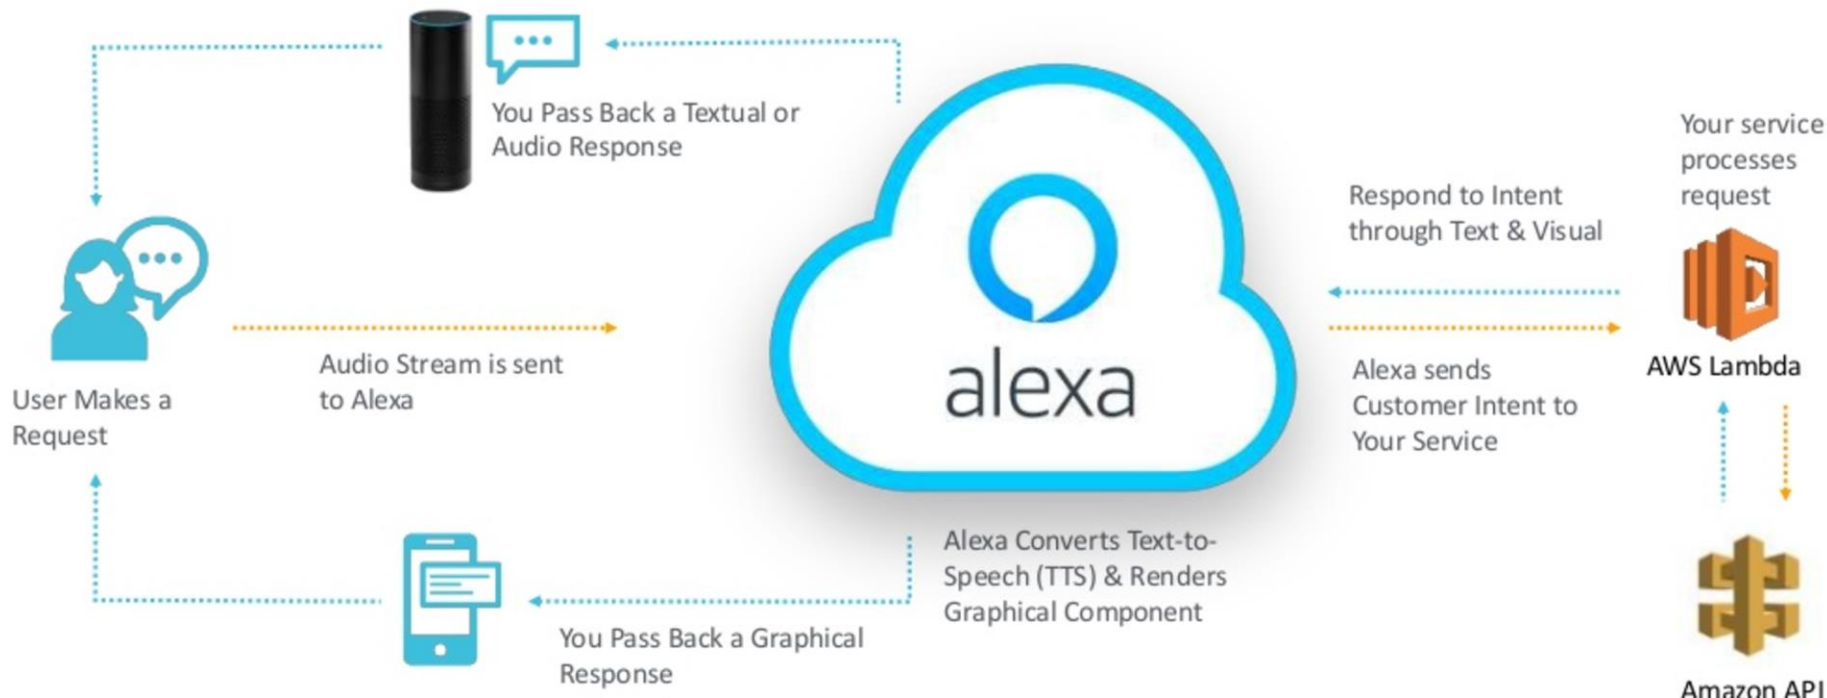 You Pass Back a Textual or
Audio Response
Your service
processes
request
Respond to Intent
through Text & Visual
alexa
AWS Lambda
Audio Stream is sent
to Alexa
User Makes a
Request
Alexa sends
Customer Intent to
Your Service
Alexa Converts Text-to-
Speech (TTS) & Renders
Graphical Component
You Pass Back a Graphical
Response
Amazon API